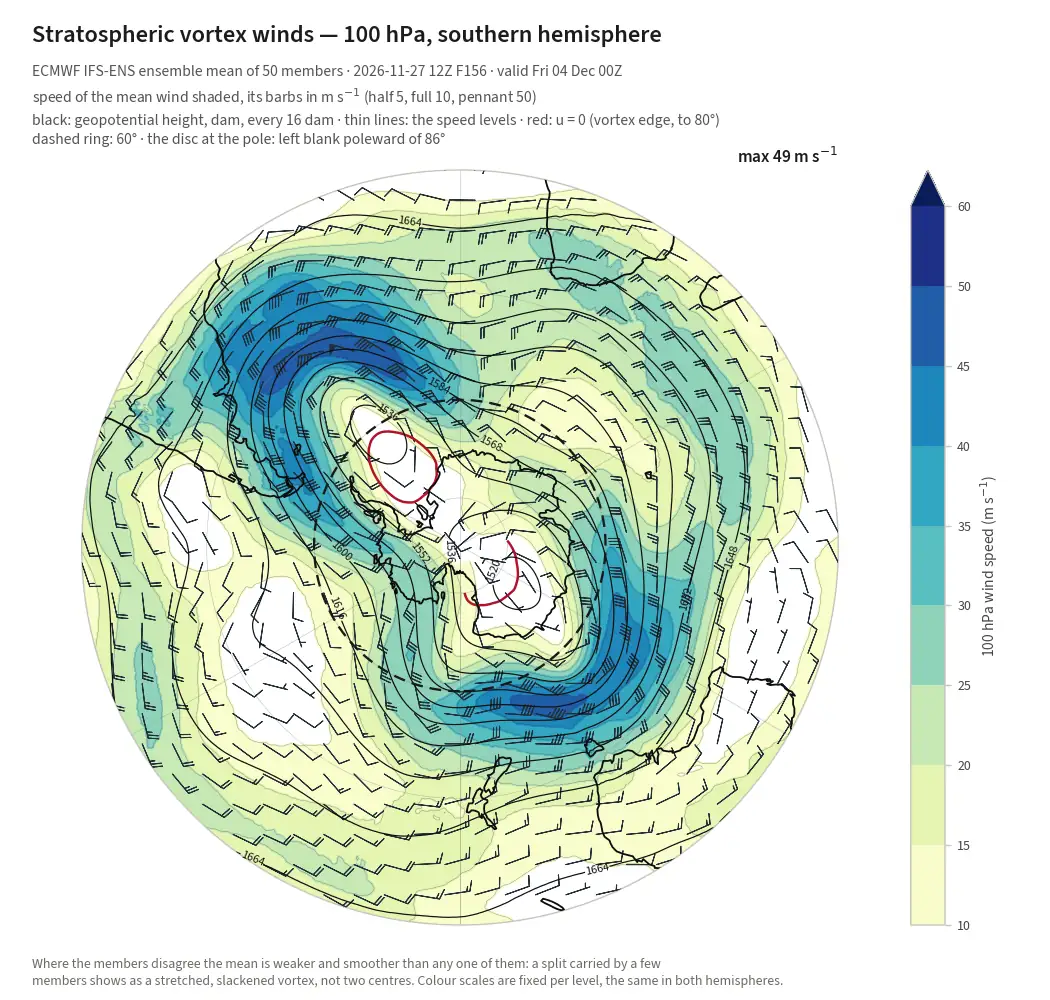 Stratospheric vortex winds — 100 hPa, southern hemisphere
ECMWF IFS-ENS ensemble mean of 50 members · 2026-11-27 12Z F156 · valid Fri 04 Dec 00Z
speed of the mean wind shaded, its barbs in m s⁻¹ (half 5, full 10, pennant 50)
black: geopotential height, dam, every 16 dam · thin lines: the speed levels · red: u = 0 (vortex edge, to 80°)
dashed ring: 60° · the disc at the pole: left blank poleward of 86°
max 49 m s⁻¹
1664
1584
1536
1568
1600
1552
1536
1520
1648
1616
1664
1664
60
50
45
40
35
30
25
20
15
10
100 hPa wind speed (m s⁻¹)
Where the members disagree the mean is weaker and smoother than any one of them: a split carried by a few
members shows as a stretched, slackened vortex, not two centres. Colour scales are fixed per level, the same in both hemispheres.